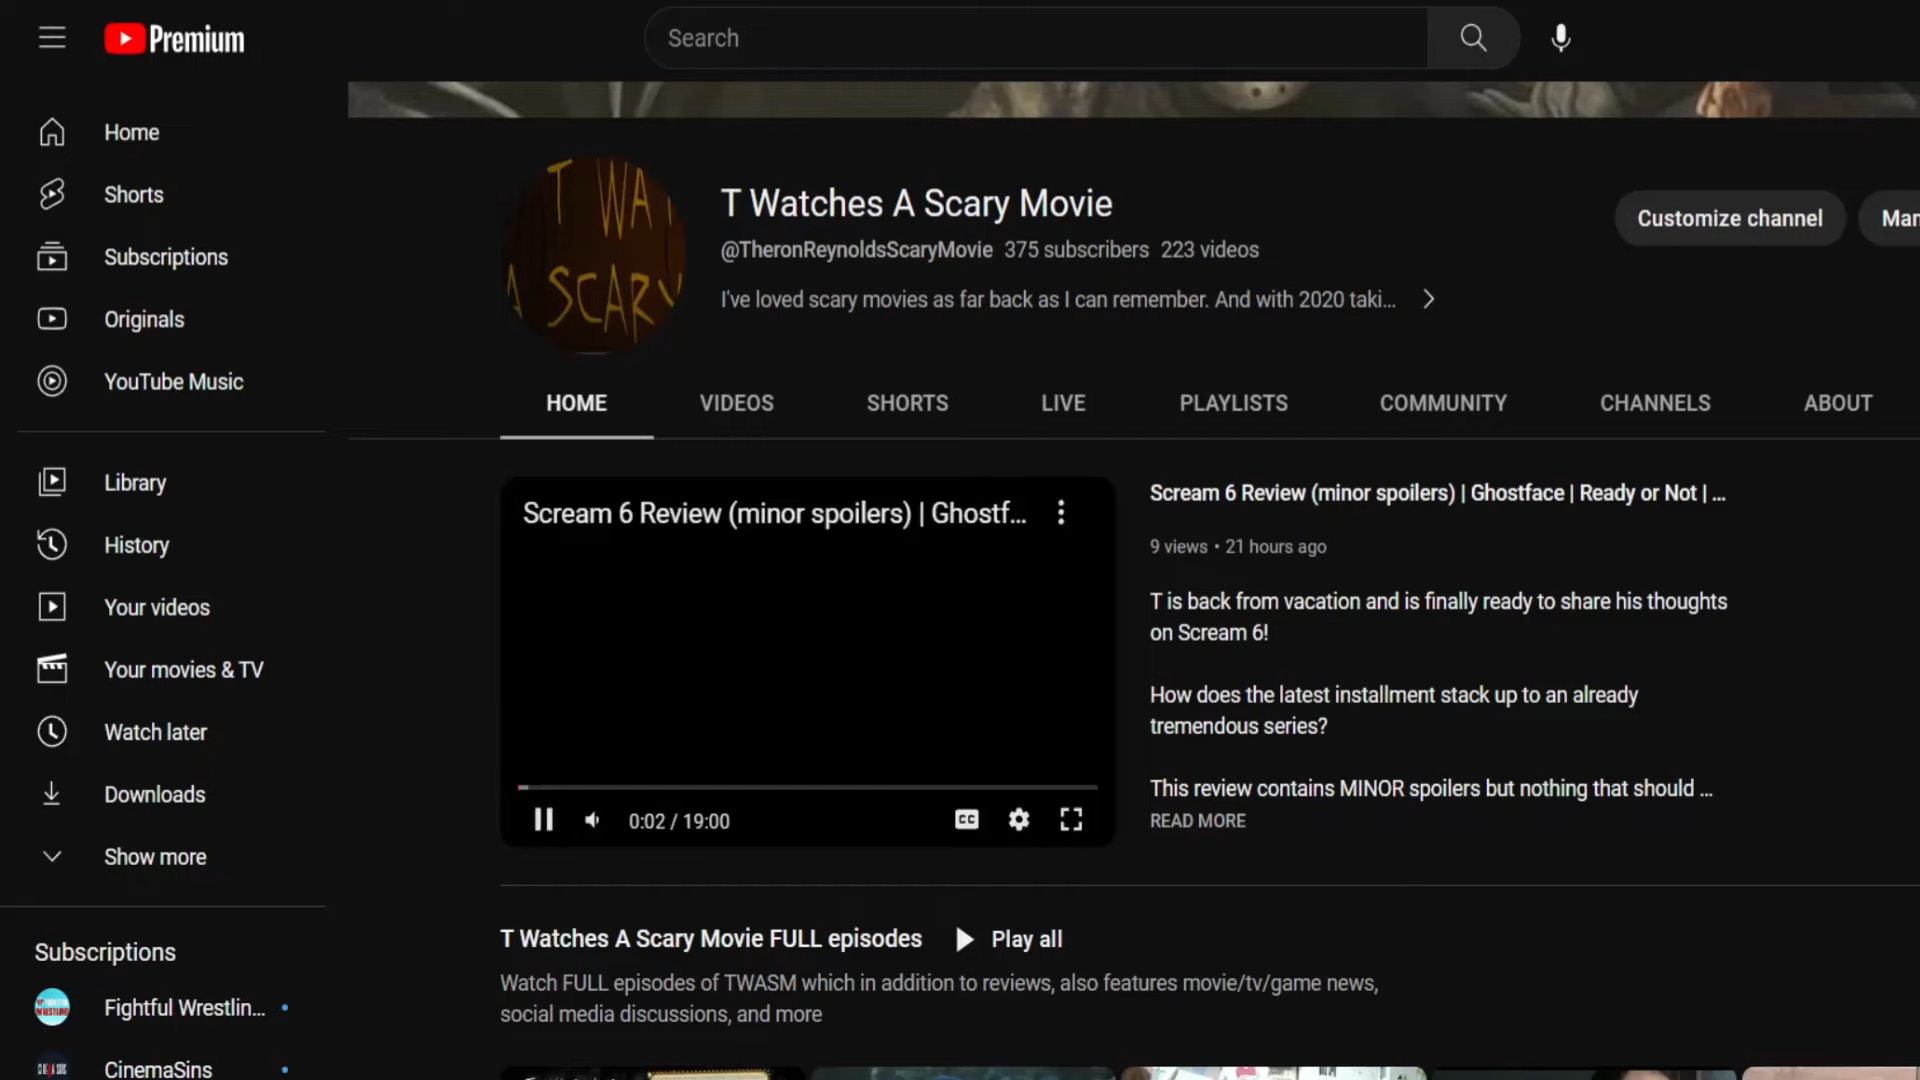 Premium
Search
Home
Shorts
Subscriptions
Originals
YouTube Music
Library
History
Your videos
Your movies & TV
Watch later
Downloads
Show more
Subscriptions
Fightful Wrestlin...
CinemaSins
T WA
A SCARY
T Watches A Scary Movie
@TheronReynoldsScaryMovie 375 subscribers 223 videos
I've loved scary movies as far back as I can remember. And with 2020 taki...
Customize channel
Man
HOME VIDEOS SHORTS LIVE PLAYLISTS COMMUNITY CHANNELS ABOUT
Scream 6 Review (minor spoilers) | Ghostf...
0:02 / 19:00
CC
Scream 6 Review (minor spoilers) | Ghostface | Ready or Not | ...
9 views • 21 hours ago
T is back from vacation and is finally ready to share his thoughts
on Scream 6!
How does the latest installment stack up to an already
tremendous series?
This review contains MINOR spoilers but nothing that should ...
READ MORE
T Watches A Scary Movie FULL episodes
Play all
Watch FULL episodes of TWASM which in addition to reviews, also features movie/tv/game news,
social media discussions, and more